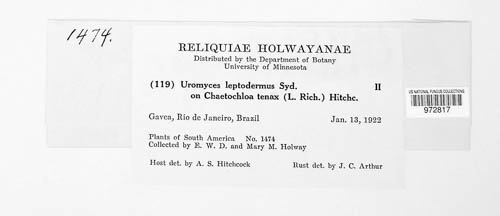 1474.
RELIQUIAE HOLWAYANAE
Distributed by the Department of Botany
University of Minnesota
(119) Uromyces leptodermus Syd. II
on Chaetochloa tenax (L. Rich.) Hitchc.
Gavea, Rio de Janeiro, Brazil Jan. 13, 1922
Plants of South America No. 1474
Collected by E. W. D. and Mary M. Holway
Host det. by A. S. Hitchcock Rust det. by J. C. Arthur
US NATIONAL FUNGUS COLLECTIONS
972817